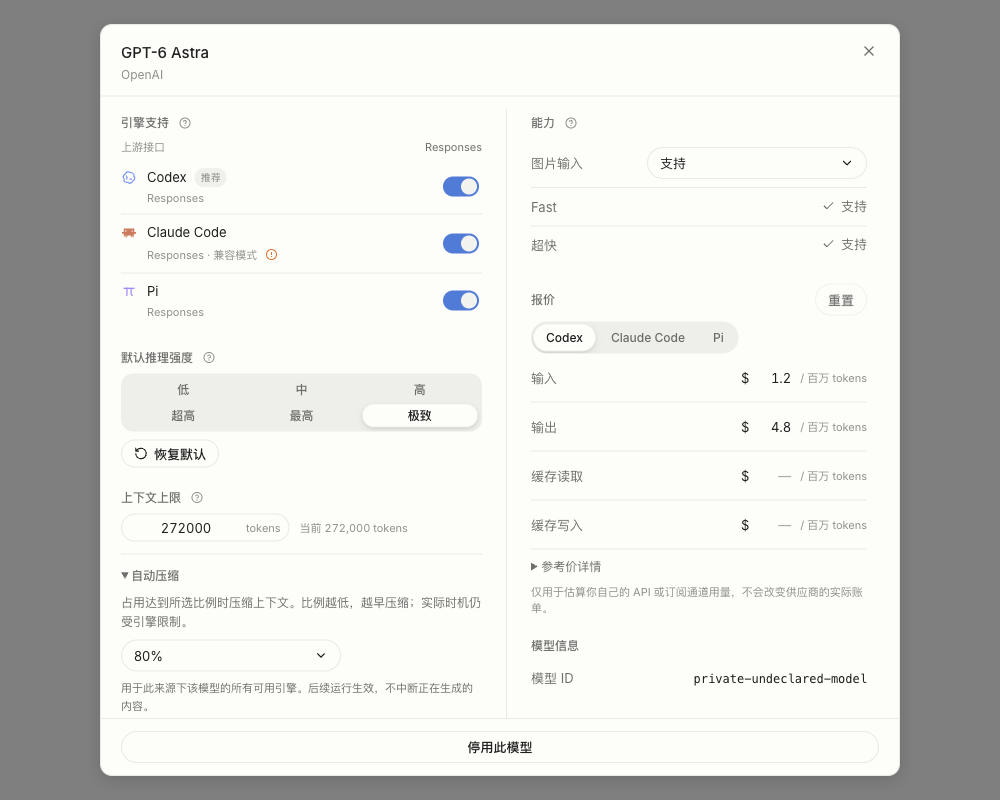 GPT-6 Astra
OpenAI
引擎支持
上游接口 Responses
Codex 推荐
Responses
Claude Code
Responses · 兼容模式
Pi
Responses
默认推理强度
低 中 高
超高 最高 极致
恢复默认
上下文上限
272000 tokens 当前 272,000 tokens
▼自动压缩
占用达到所选比例时压缩上下文。比例越低，越早压缩；实际时机仍
受引擎限制。
80%
用于此来源下该模型的所有可用引擎。后续运行生效，不中断正在生成的
内容。
能力
图片输入 支持
Fast 支持
超快 支持
报价 重置
Codex Claude Code Pi
输入 $ 1.2 / 百万 tokens
输出 $ 4.8 / 百万 tokens
缓存读取 $ — / 百万 tokens
缓存写入 $ — / 百万 tokens
▶参考价详情
仅用于估算你自己的 API 或订阅通道用量，不会改变供应商的实际账
单。
模型信息
模型 ID private-undeclared-model
停用此模型